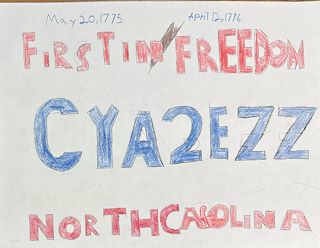 May 20,1775 April 12,1776
FIRST IN FREEDOM
CYA2EZZ
NORTH CAROLINA